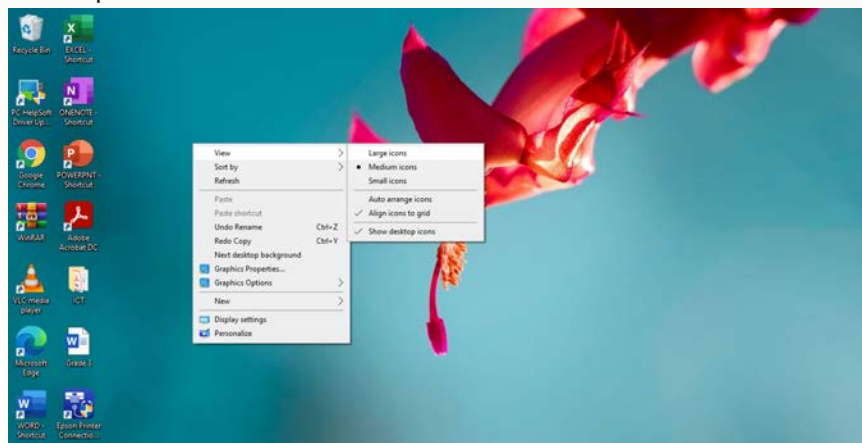 Recycle Bin
EXCEL -
Shortcut
PC HelpSoft
Driver Up...
ONENOTE -
Shortcut
Google
Chrome
POWERPNT -
Shortcut
WinRAR
Adobe
Acrobat DC
VLC media
player
ICT
Microsoft
Edge
Grade 3
WORD -
Shortcut
Epson Printer
Connectio...
View
Sort by
Refresh
Paste
Paste shortcut
Undo Rename Ctrl+Z
Redo Copy Ctrl+Y
Next desktop background
Graphics Properties...
Graphics Options
New
Display settings
Personalize
Large icons
Medium icons
Small icons
Auto arrange icons
Align icons to grid
Show desktop icons